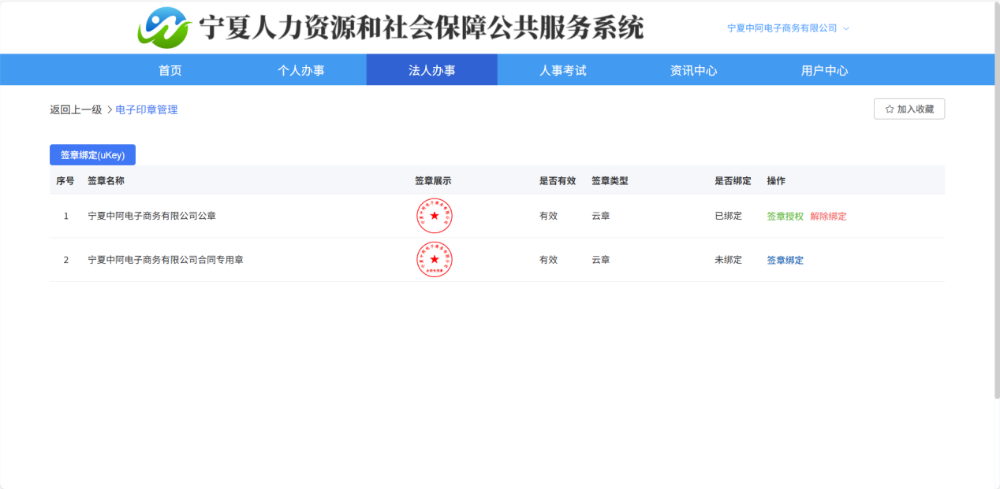 宁夏人力资源和社会保障公共服务系统
宁夏中阿电子商务有限公司
首页 个人办事 法人办事 人事考试 资讯中心 用户中心
返回上一级 > 电子印章管理
加入收藏
签章绑定(uKey)
序号 签章名称 签章展示 是否有效 签章类型 是否绑定 操作
1 宁夏中阿电子商务有限公司公章 有效 云章 已绑定 签章授权 解除绑定
2 宁夏中阿电子商务有限公司合同专用章 合同专用章 有效 云章 未绑定 签章绑定